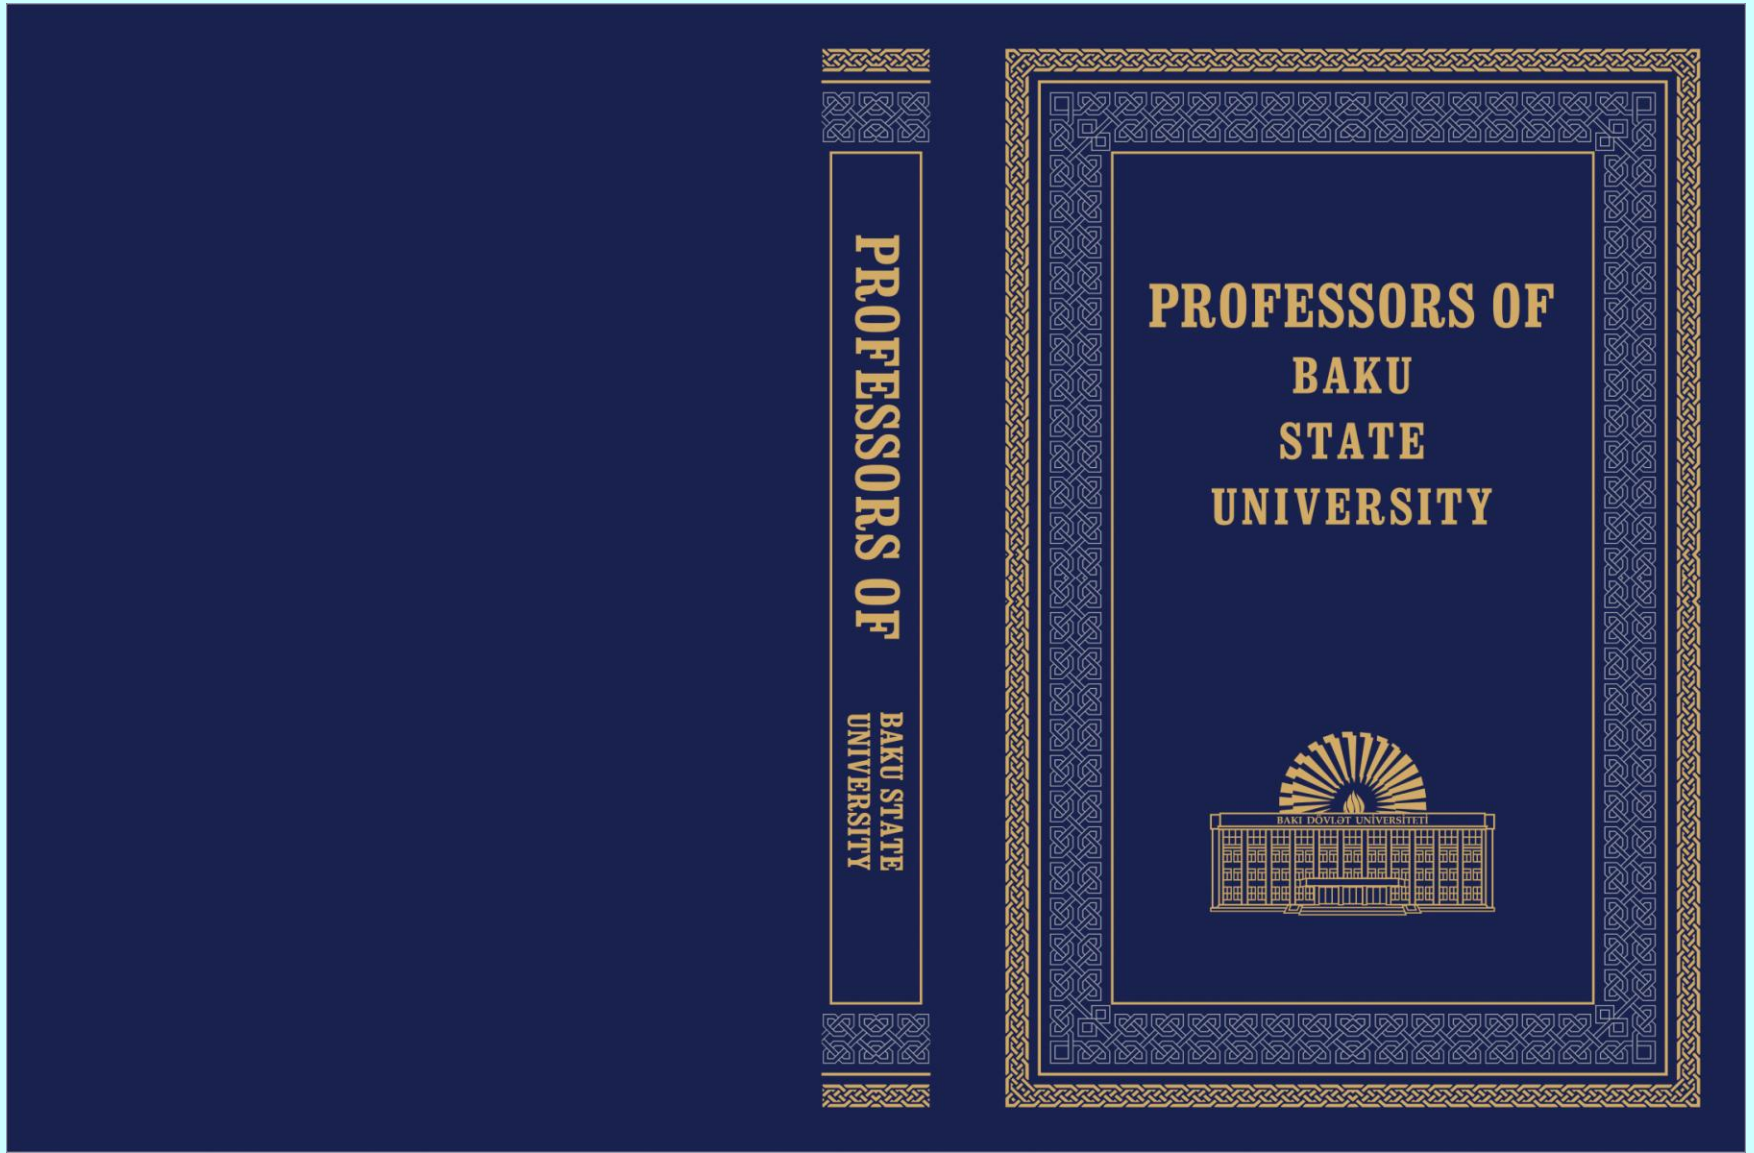 PROFESSORS OF
BAKU STATE
UNIVERSITY
PROFESSORS OF
BAKU
STATE
UNIVERSITY
BAKI DÖVLƏT UNİVERSİTETİ